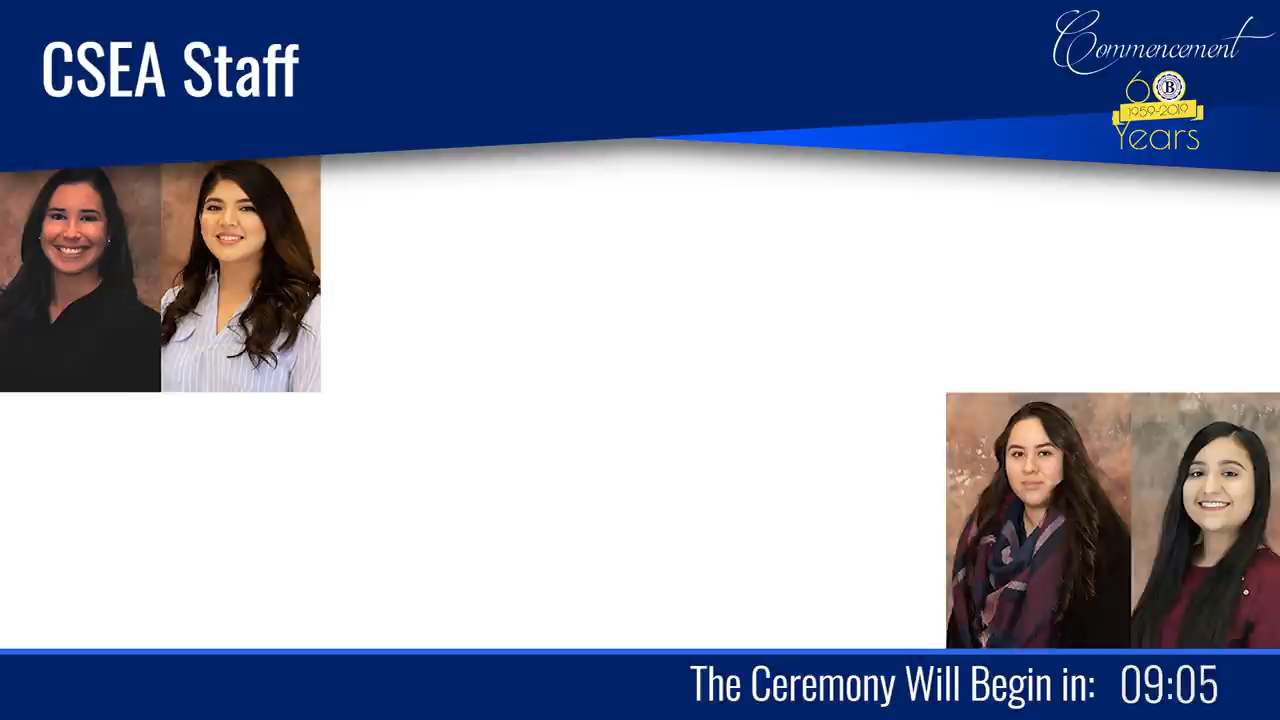 CSEA Staff
Commencement
60
B
1959-2019
Years
The Ceremony Will Begin in: 09:05